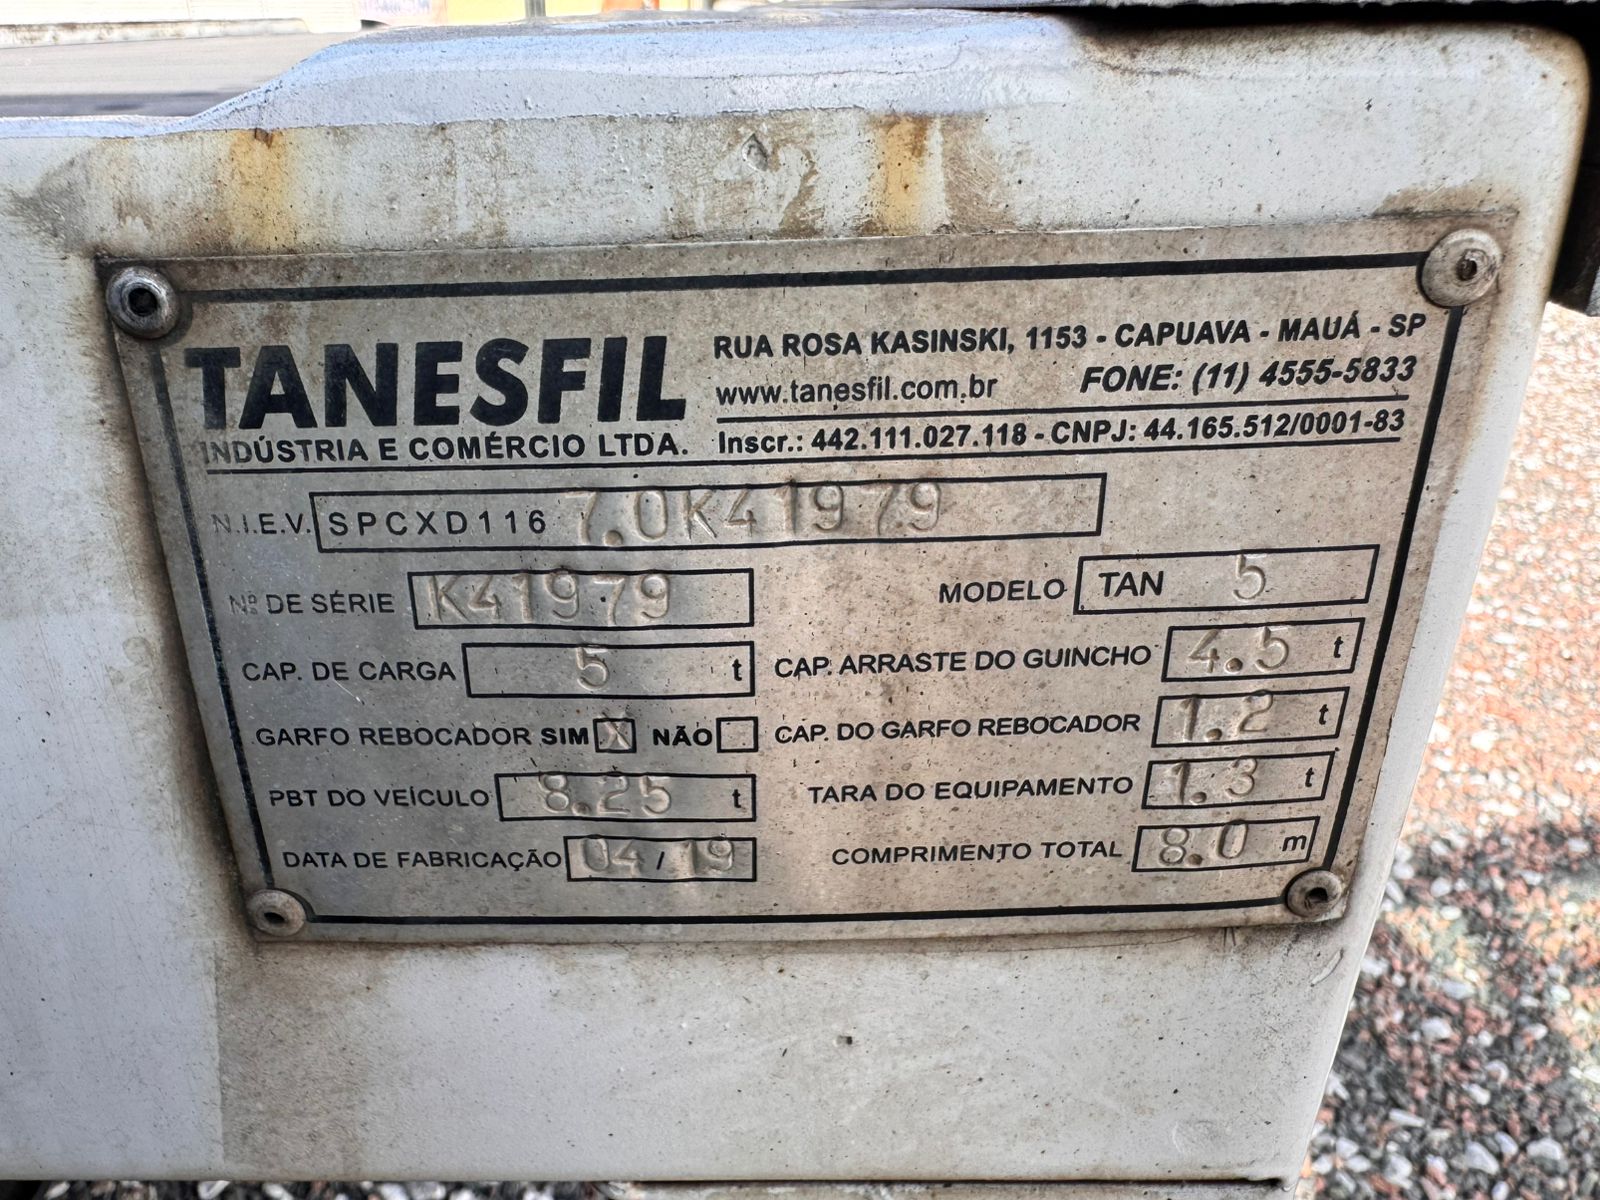 TANESFIL
INDÚSTRIA E COMÉRCIO LTDA.
RUA ROSA KASINSKI, 1153 - CAPUAVA - MAUÁ - SP
www.tanesfil.com.br FONE: (11) 4555-5833
Inscr.: 442.111.027.118 - CNPJ: 44.165.512/0001-83
N.I.E.V. SPCXD116 7.0K41979
Nº DE SÉRIE K41979 MODELO TAN 5
CAP. DE CARGA 5 t CAP. ARRASTE DO GUINCHO 4.5 t
GARFO REBOCADOR SIM X NÃO CAP. DO GARFO REBOCADOR 1.2 t
PBT DO VEÍCULO 8.25 t TARA DO EQUIPAMENTO 1.3 t
DATA DE FABRICAÇÃO 04 / 19 COMPRIMENTO TOTAL 8.0 m